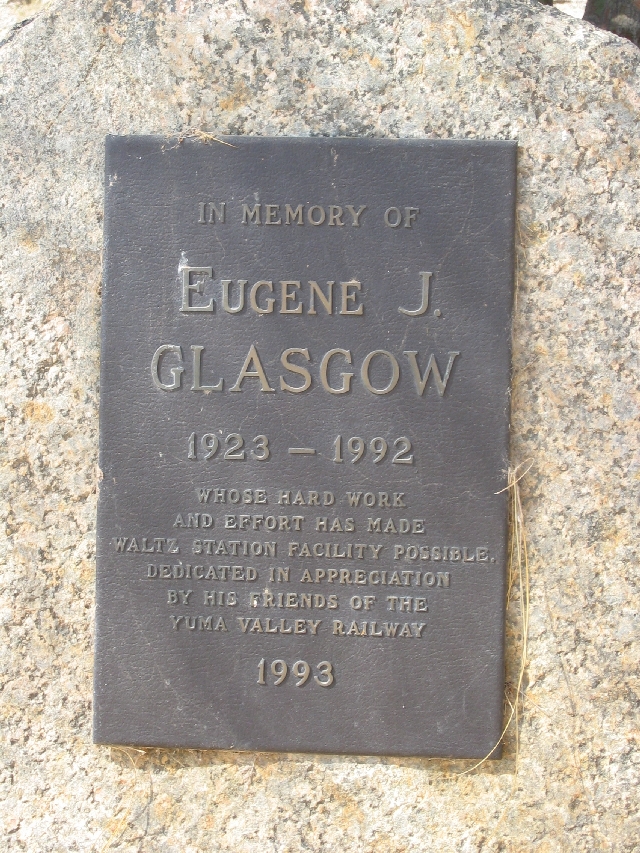 IN MEMORY OF
EUGENE J.
GLASGOW
1923 – 1992
WHOSE HARD WORK
AND EFFORT HAS MADE
WALTZ STATION FACILITY POSSIBLE.
DEDICATED IN APPRECIATION
BY HIS FRIENDS OF THE
YUMA VALLEY RAILWAY
1993